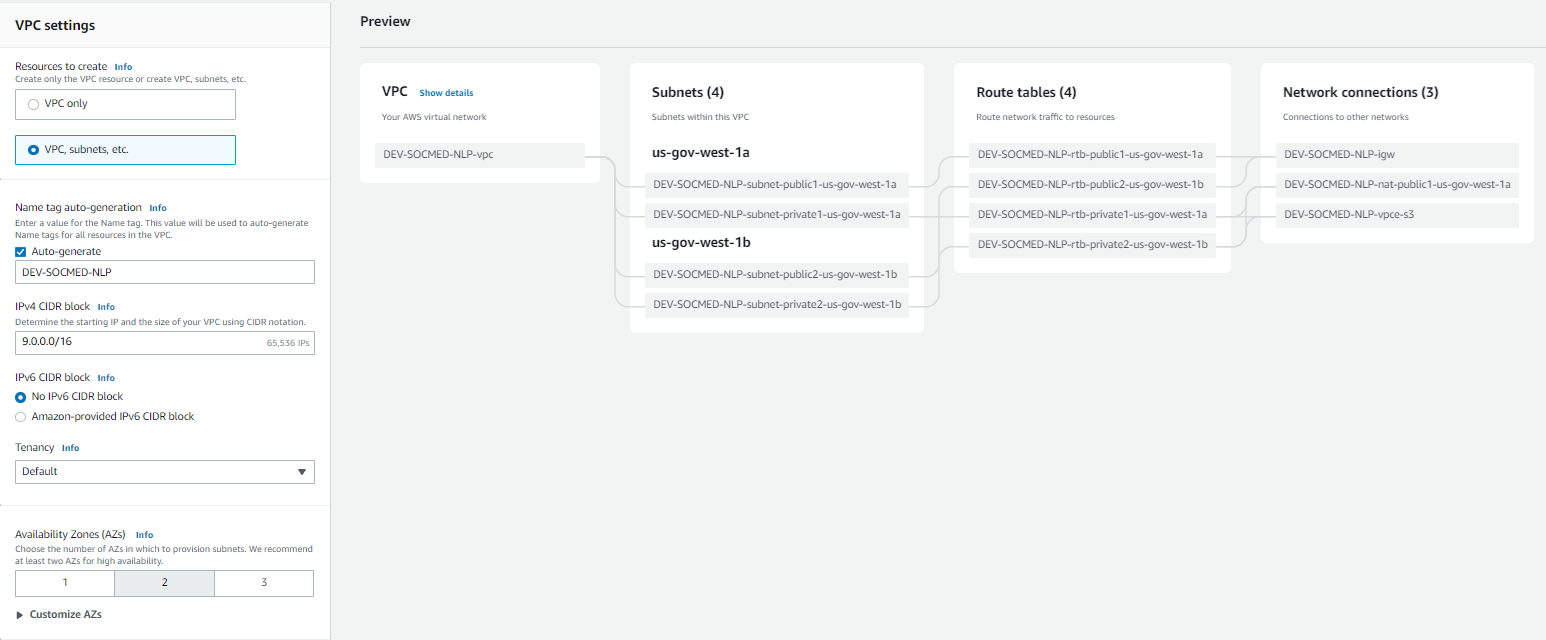 VPC settings
Resources to create Info
Create only the VPC resource or create VPC, subnets, etc.
VPC only
VPC, subnets, etc.
Name tag auto-generation Info
Enter a value for the Name tag. This value will be used to auto-generate
Name tags for all resources in the VPC.
Auto-generate
DEV-SOCMED-NLP
IPv4 CIDR block Info
Determine the starting IP and the size of your VPC using CIDR notation.
9.0.0.0/16 65,536 IPs
IPv6 CIDR block Info
No IPv6 CIDR block
Amazon-provided IPv6 CIDR block
Tenancy Info
Default
Availability Zones (AZs) Info
Choose the number of AZs in which to provision subnets. We recommend
at least two AZs for high availability.
1 2 3
Customize AZs
Preview
VPC Show details
Your AWS virtual network
DEV-SOCMED-NLP-vpc
Subnets (4)
Subnets within this VPC
us-gov-west-1a
DEV-SOCMED-NLP-subnet-public1-us-gov-west-1a
DEV-SOCMED-NLP-subnet-private1-us-gov-west-1a
us-gov-west-1b
DEV-SOCMED-NLP-subnet-public2-us-gov-west-1b
DEV-SOCMED-NLP-subnet-private2-us-gov-west-1b
Route tables (4)
Route network traffic to resources
DEV-SOCMED-NLP-rtb-public1-us-gov-west-1a
DEV-SOCMED-NLP-rtb-public2-us-gov-west-1b
DEV-SOCMED-NLP-rtb-private1-us-gov-west-1a
DEV-SOCMED-NLP-rtb-private2-us-gov-west-1b
Network connections (3)
Connections to other networks
DEV-SOCMED-NLP-igw
DEV-SOCMED-NLP-nat-public1-us-gov-west-1a
DEV-SOCMED-NLP-vpce-s3